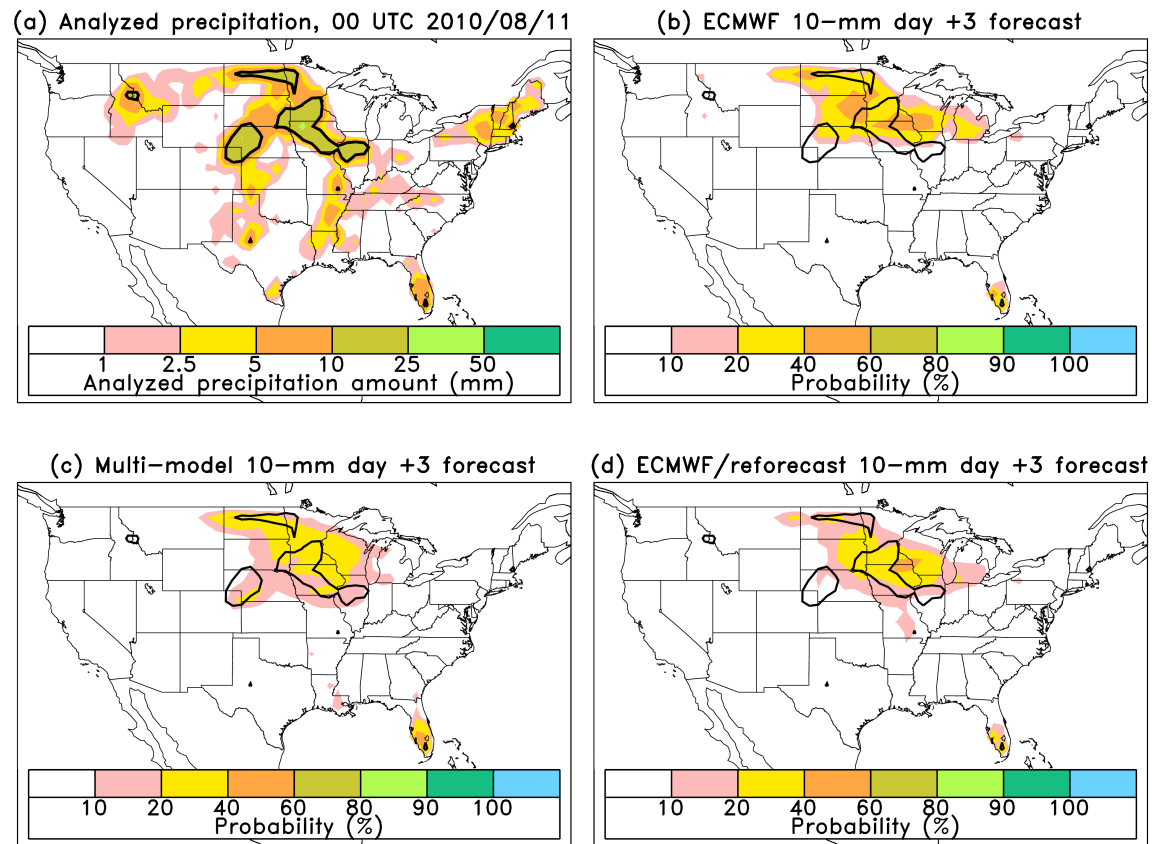 (a) Analyzed precipitation, 00 UTC 2010/08/11
1 2.5 5 10 25 50
Analyzed precipitation amount (mm)
(b) ECMWF 10-mm day +3 forecast
10 20 40 60 80 90 100
Probability (%)
(c) Multi-model 10-mm day +3 forecast
10 20 40 60 80 90 100
Probability (%)
(d) ECMWF/reforecast 10-mm day +3 forecast
10 20 40 60 80 90 100
Probability (%)